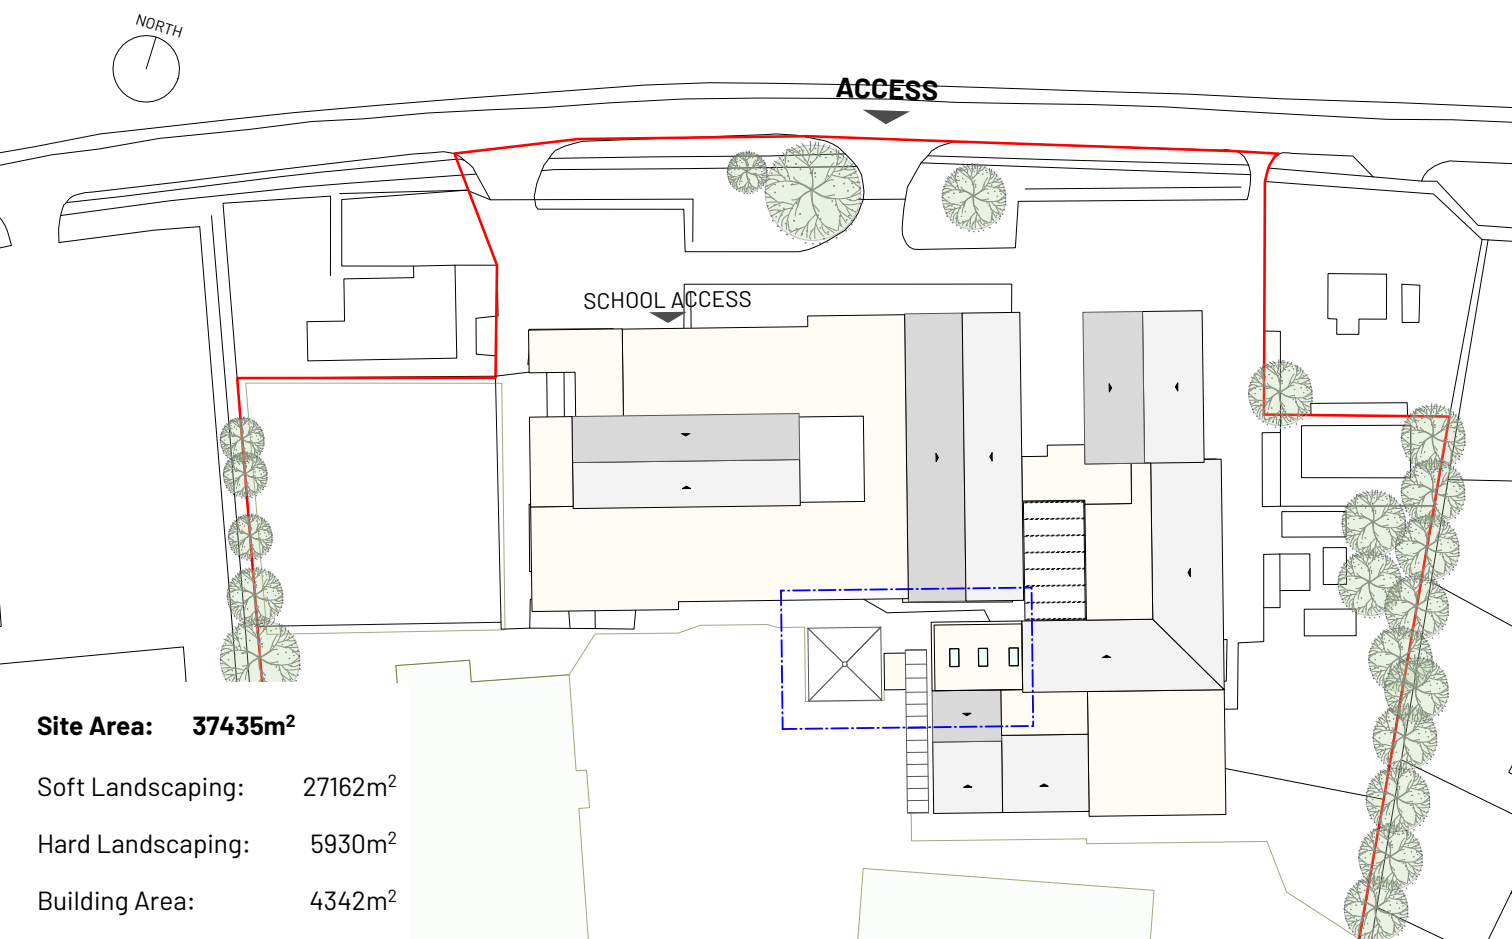 NORTH
ACCESS
SCHOOL ACCESS
Site Area: 37435m²
Soft Landscaping: 27162m²
Hard Landscaping: 5930m²
Building Area: 4342m²